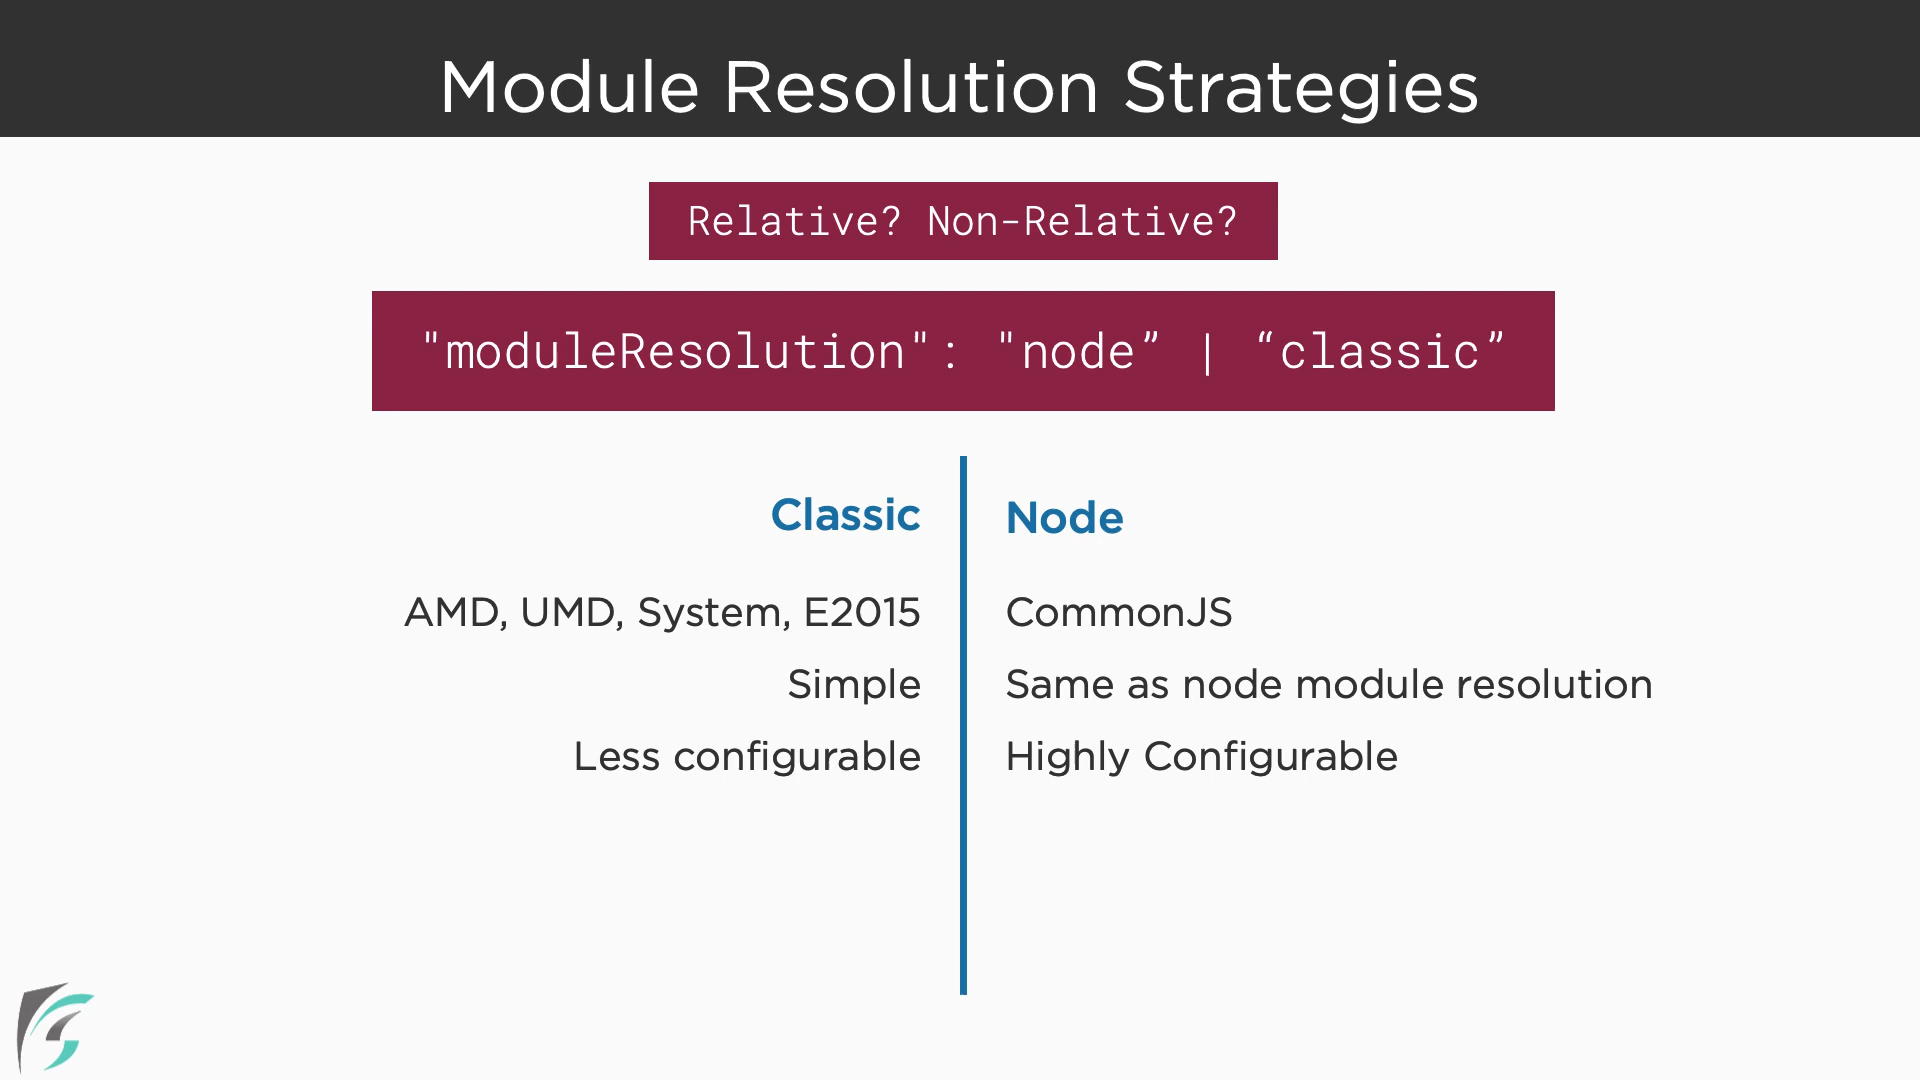 Module Resolution Strategies
Relative? Non-Relative?
"moduleResolution": "node” | “classic”
Classic
AMD, UMD, System, E2015
Simple
Less configurable
Node
CommonJS
Same as node module resolution
Highly Configurable